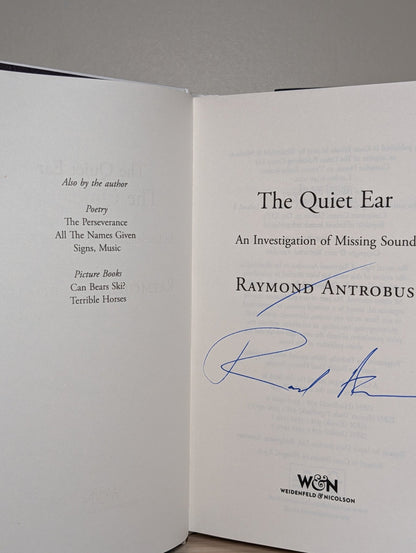 Also by the author
Poetry
The Perseverance
All The Names Given
Signs, Music
Picture Books
Can Bears Ski?
Terrible Horses
The Quiet Ear
An Investigation of Missing Sound
RAYMOND ANTROBUS
W&N
WEIDENFELD & NICOLSON